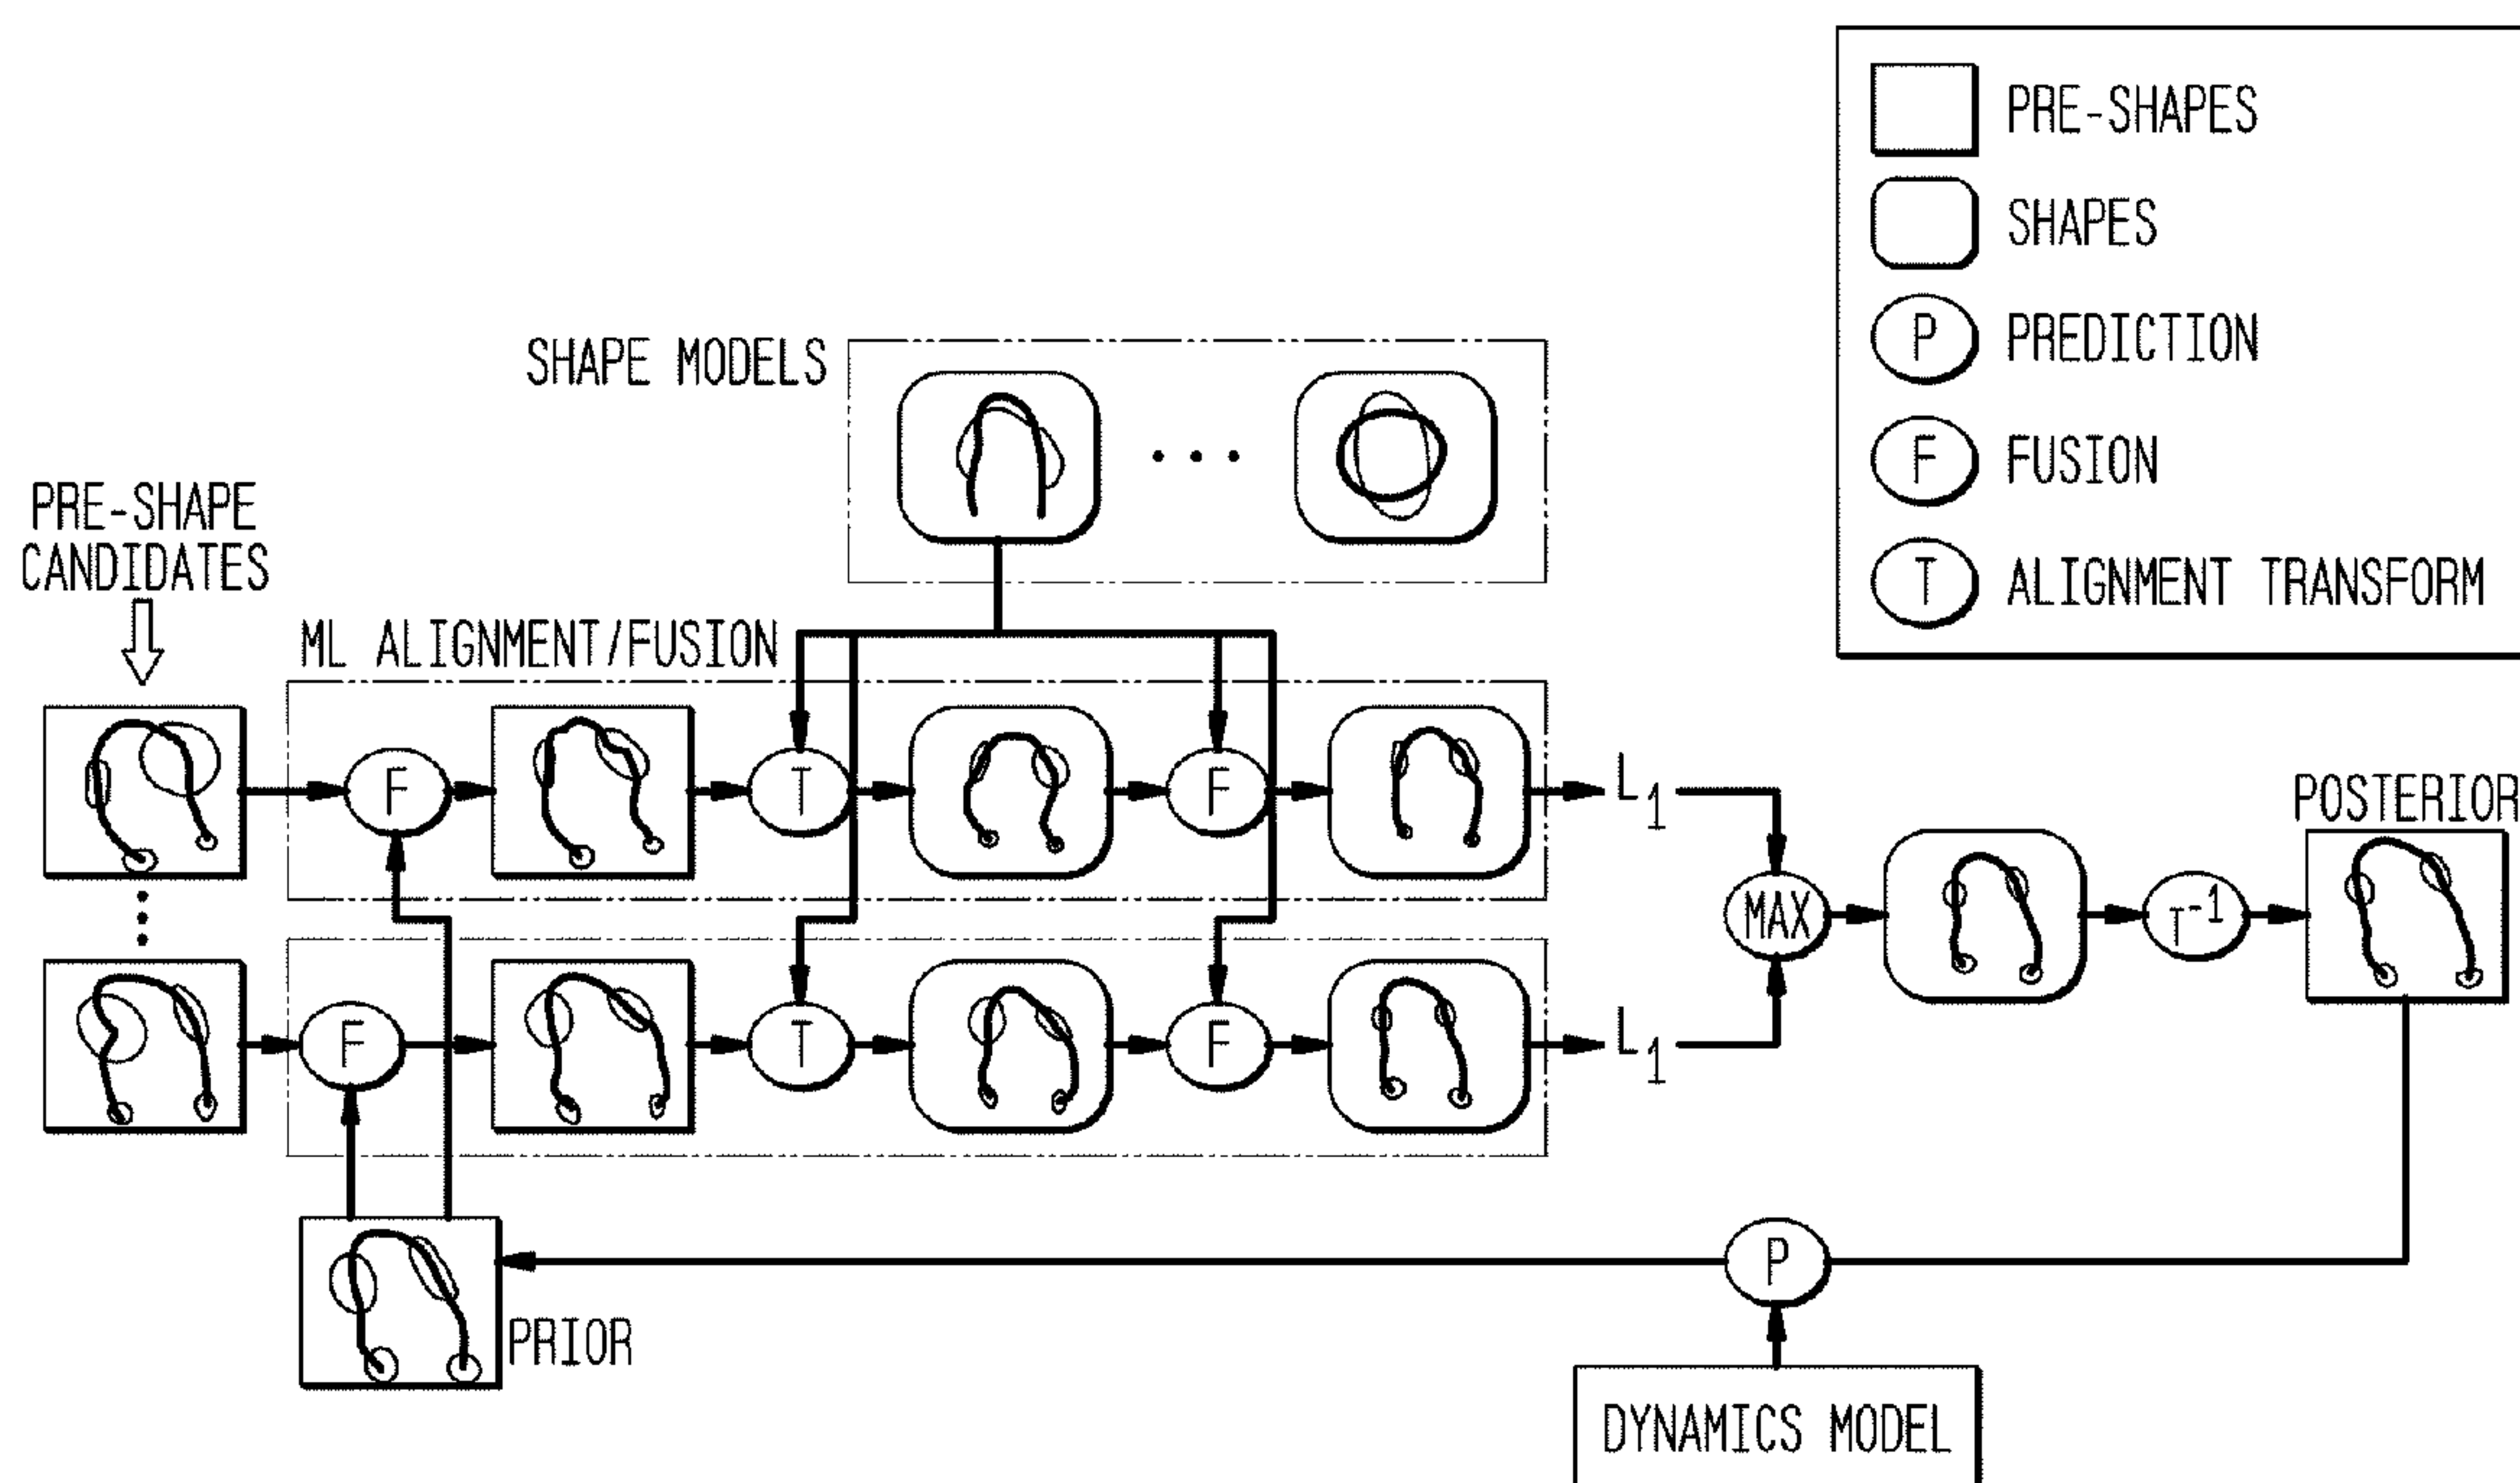 PRE-SHAPES
SHAPES
P PREDICTION
F FUSION
T ALIGNMENT TRANSFORM
SHAPE MODELS
PRE-SHAPE
CANDIDATES
ML ALIGNMENT/FUSION
F T F L1
POSTERIOR
MAX T-1
F T F L1
P
PRIOR
DYNAMICS MODEL